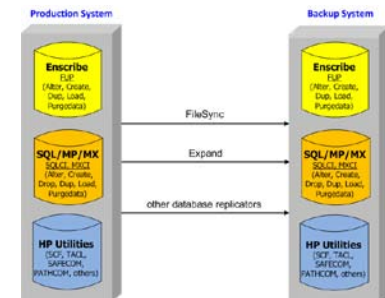 Production System
Enscribe
FUP
(Alter, Create,
Dup, Load,
Purgedata)
SQL/MP/MX
SQLCI, MXCI
(Alter, Create,
Drop, Dup, Load,
Purgedata)
HP Utilities
(SCF, TACL,
SAFECOM,
PATHCOM, others)
FileSync
Expand
other database replicators
Backup System
Enscribe
FUP
(Alter, Create,
Dup, Load,
Purgedata)
SQL/MP/MX
SQLCI, MXCI
(Alter, Create,
Drop, Dup, Load,
Purgedata)
HP Utilities
(SCF, TACL,
SAFECOM,
PATHCOM, others)